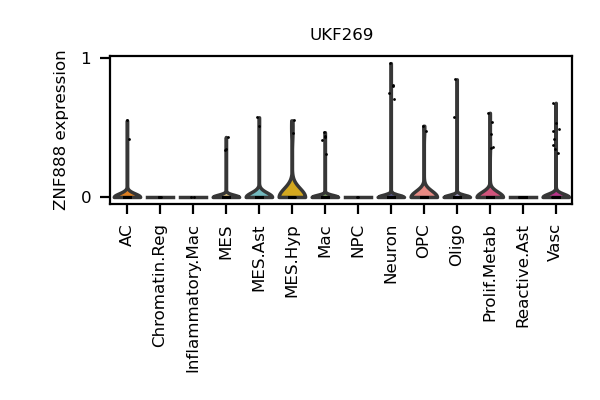 UKF269
ZNF888 expression
1
0
AC
Chromatin.Reg
Inflammatory.Mac
MES
MES.Ast
MES.Hyp
Mac
NPC
Neuron
OPC
Oligo
Prolif.Metab
Reactive.Ast
Vasc